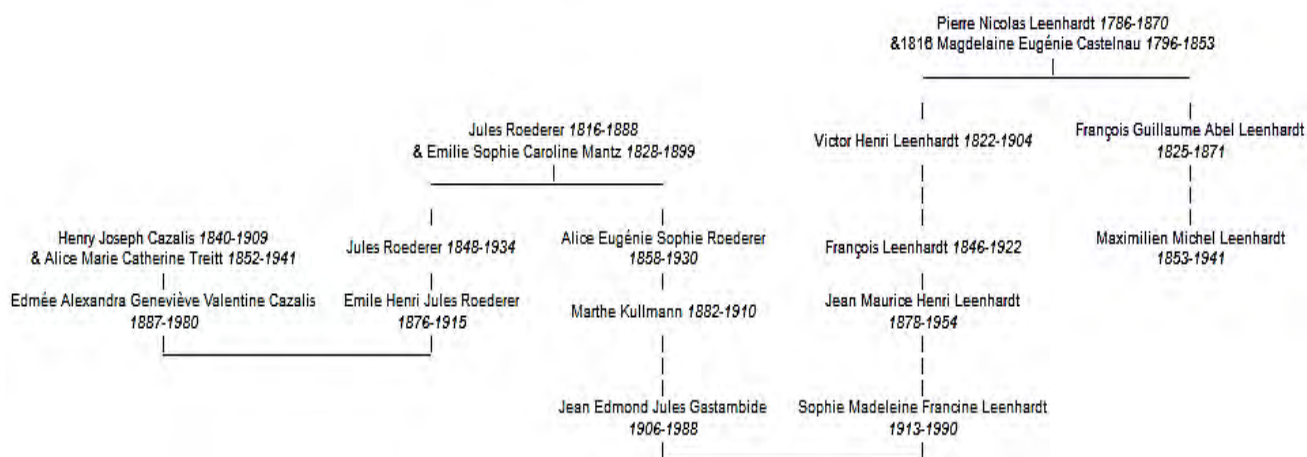 Pierre Nicolas Leenhardt 1786-1870
&1816 Magdelaine Eugénie Castelnau 1796-1853
Jules Roederer 1816-1888
& Emilie Sophie Caroline Mantz 1828-1899
Victor Henri Leenhardt 1822-1904
François Guillaume Abel Leenhardt
1825-1871
Henry Joseph Cazalis 1840-1909
& Alice Marie Catherine Treitt 1852-1941
Jules Roederer 1848-1934
Alice Eugénie Sophie Roederer
1858-1930
François Leenhardt 1846-1922
Maximilien Michel Leenhardt
1853-1941
Edmée Alexandra Geneviève Valentine Cazalis
1887-1980
Emile Henri Jules Roederer
1876-1915
Marthe Kullmann 1882-1910
Jean Maurice Henri Leenhardt
1878-1954
Jean Edmond Jules Gastambide
1906-1988
Sophie Madeleine Francine Leenhardt
1913-1990